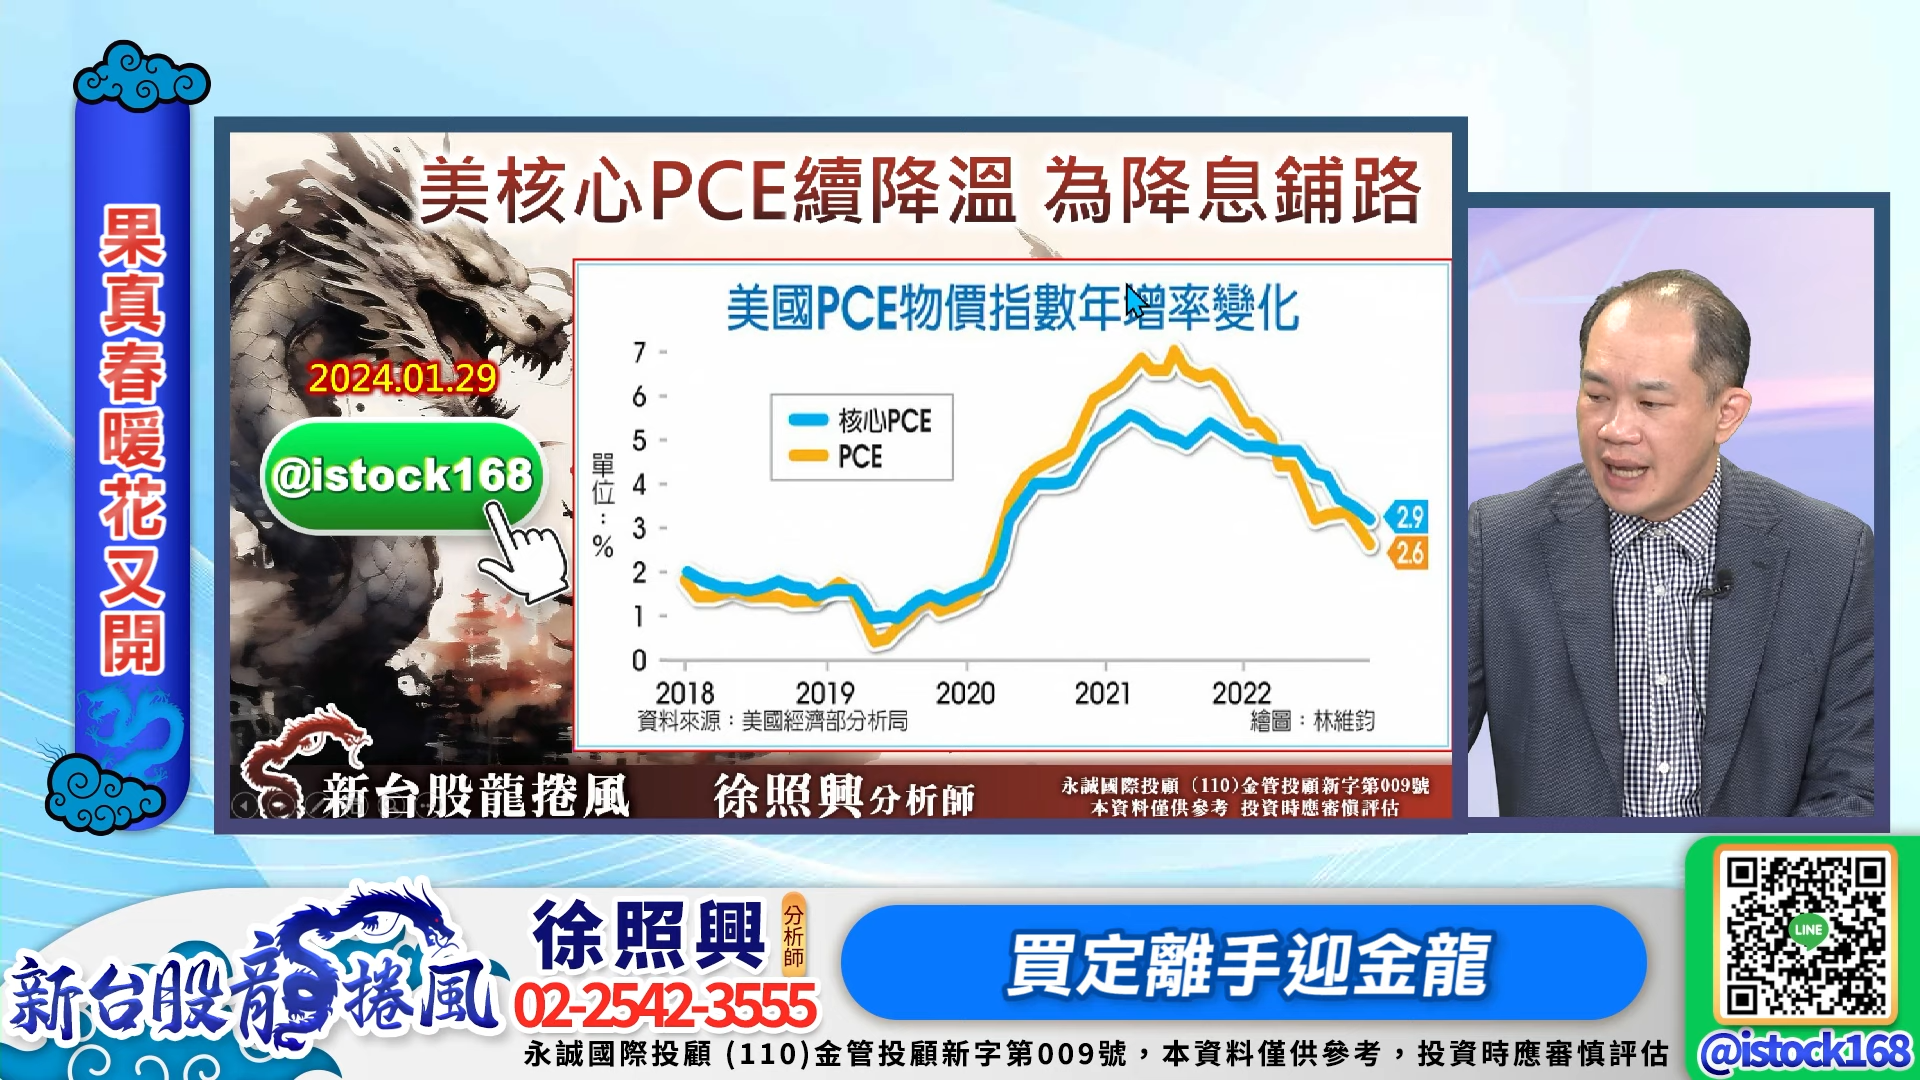 果真春暖花又開
美核心PCE續降溫 為降息鋪路
2024.01.29
@istock168
美國PCE物價指數年增率變化
核心PCE
PCE
單位：%
7
6
5
4
3
2
1
0
2.9
2.6
2018 2019 2020 2021 2022
資料來源：美國經濟部分析局
繪圖：林維鈞
新台股龍捲風
徐照興分析師
永誠國際投顧 (110)金管投顧新字第009號
本資料僅供參考 投資時應審慎評估
新台股龍捲風
徐照興
分析師
02-2542-3555
買定離手迎金龍
LINE
@istock168
永誠國際投顧 (110)金管投顧新字第009號，本資料僅供參考，投資時應審慎評估